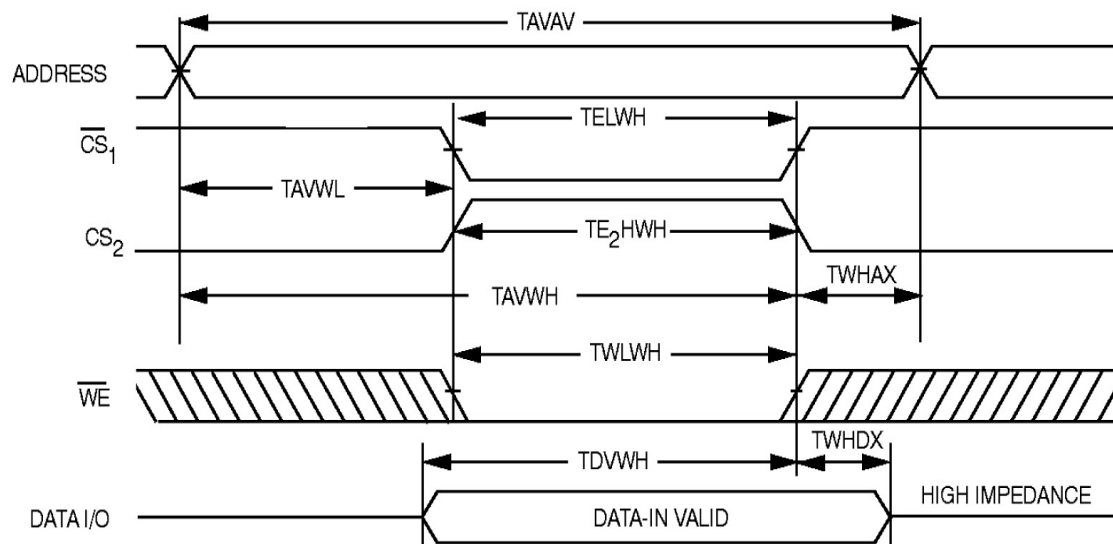 TAVAV
ADDRESS
TELWH
CS1
TAVWL
CS2
TE2HWH
TWHAX
TAVWH
TWLWH
WE
TWHDX
TDVWH
HIGH IMPEDANCE
DATA I/O
DATA-IN VALID